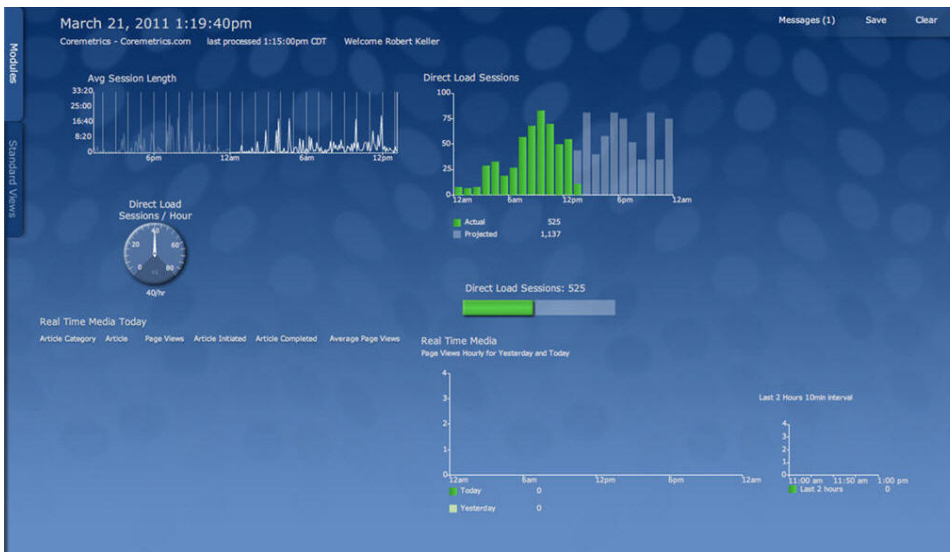 March 21, 2011 1:19:40pm
Messages (1) Save Clear
Coremetrics - Coremetrics.com last processed 1:15:00pm CDT Welcome Robert Keller
Modules
Standard Views
Avg Session Length
33:20
25:00
16:40
8:20
0
6pm 12am 6am 12pm
Direct Load Sessions
100
75
50
25
0
12am 6am 12pm 6pm 12am
Actual 525
Projected 1,137
Direct Load
Sessions / Hour
0 20 40 60 80
40/hr
Direct Load Sessions: 525
Real Time Media Today
Article Category Article Page Views Article Initiated Article Completed Average Page Views
Real Time Media
Page Views Hourly for Yesterday and Today
4
3
2
1
0
12am 6am 12pm 6pm 12am
Today 0
Yesterday 0
Last 2 Hours 10min interval
4
3
2
1
0
11:00 am 11:50 am 1:00 pm
Last 2 hours 0